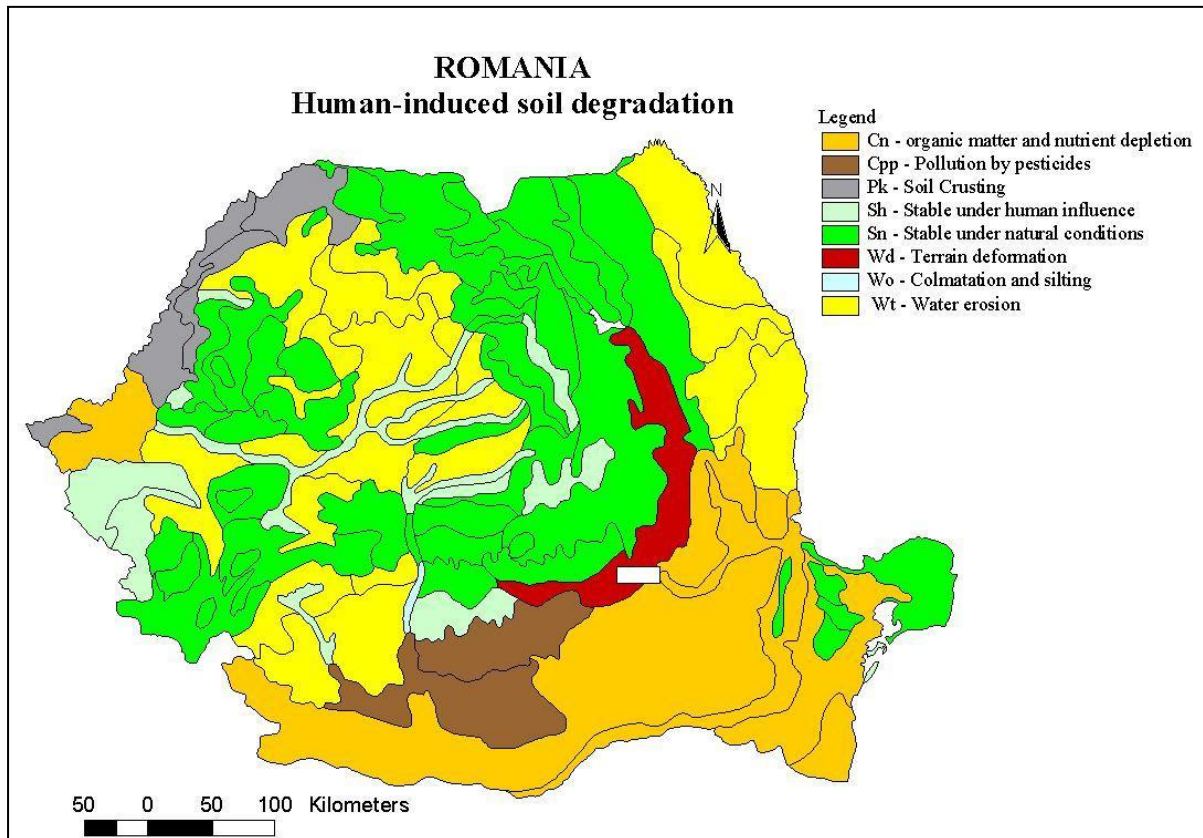 ROMANIA
Human-induced soil degradation
Legend
Cn - organic matter and nutrient depletion
Cpp - Pollution by pesticides
Pk - Soil Crusting
Sh - Stable under human influence
Sn - Stable under natural conditions
Wd - Terrain deformation
Wo - Colmatation and silting
Wt - Water erosion
N
50 0 50 100 Kilometers